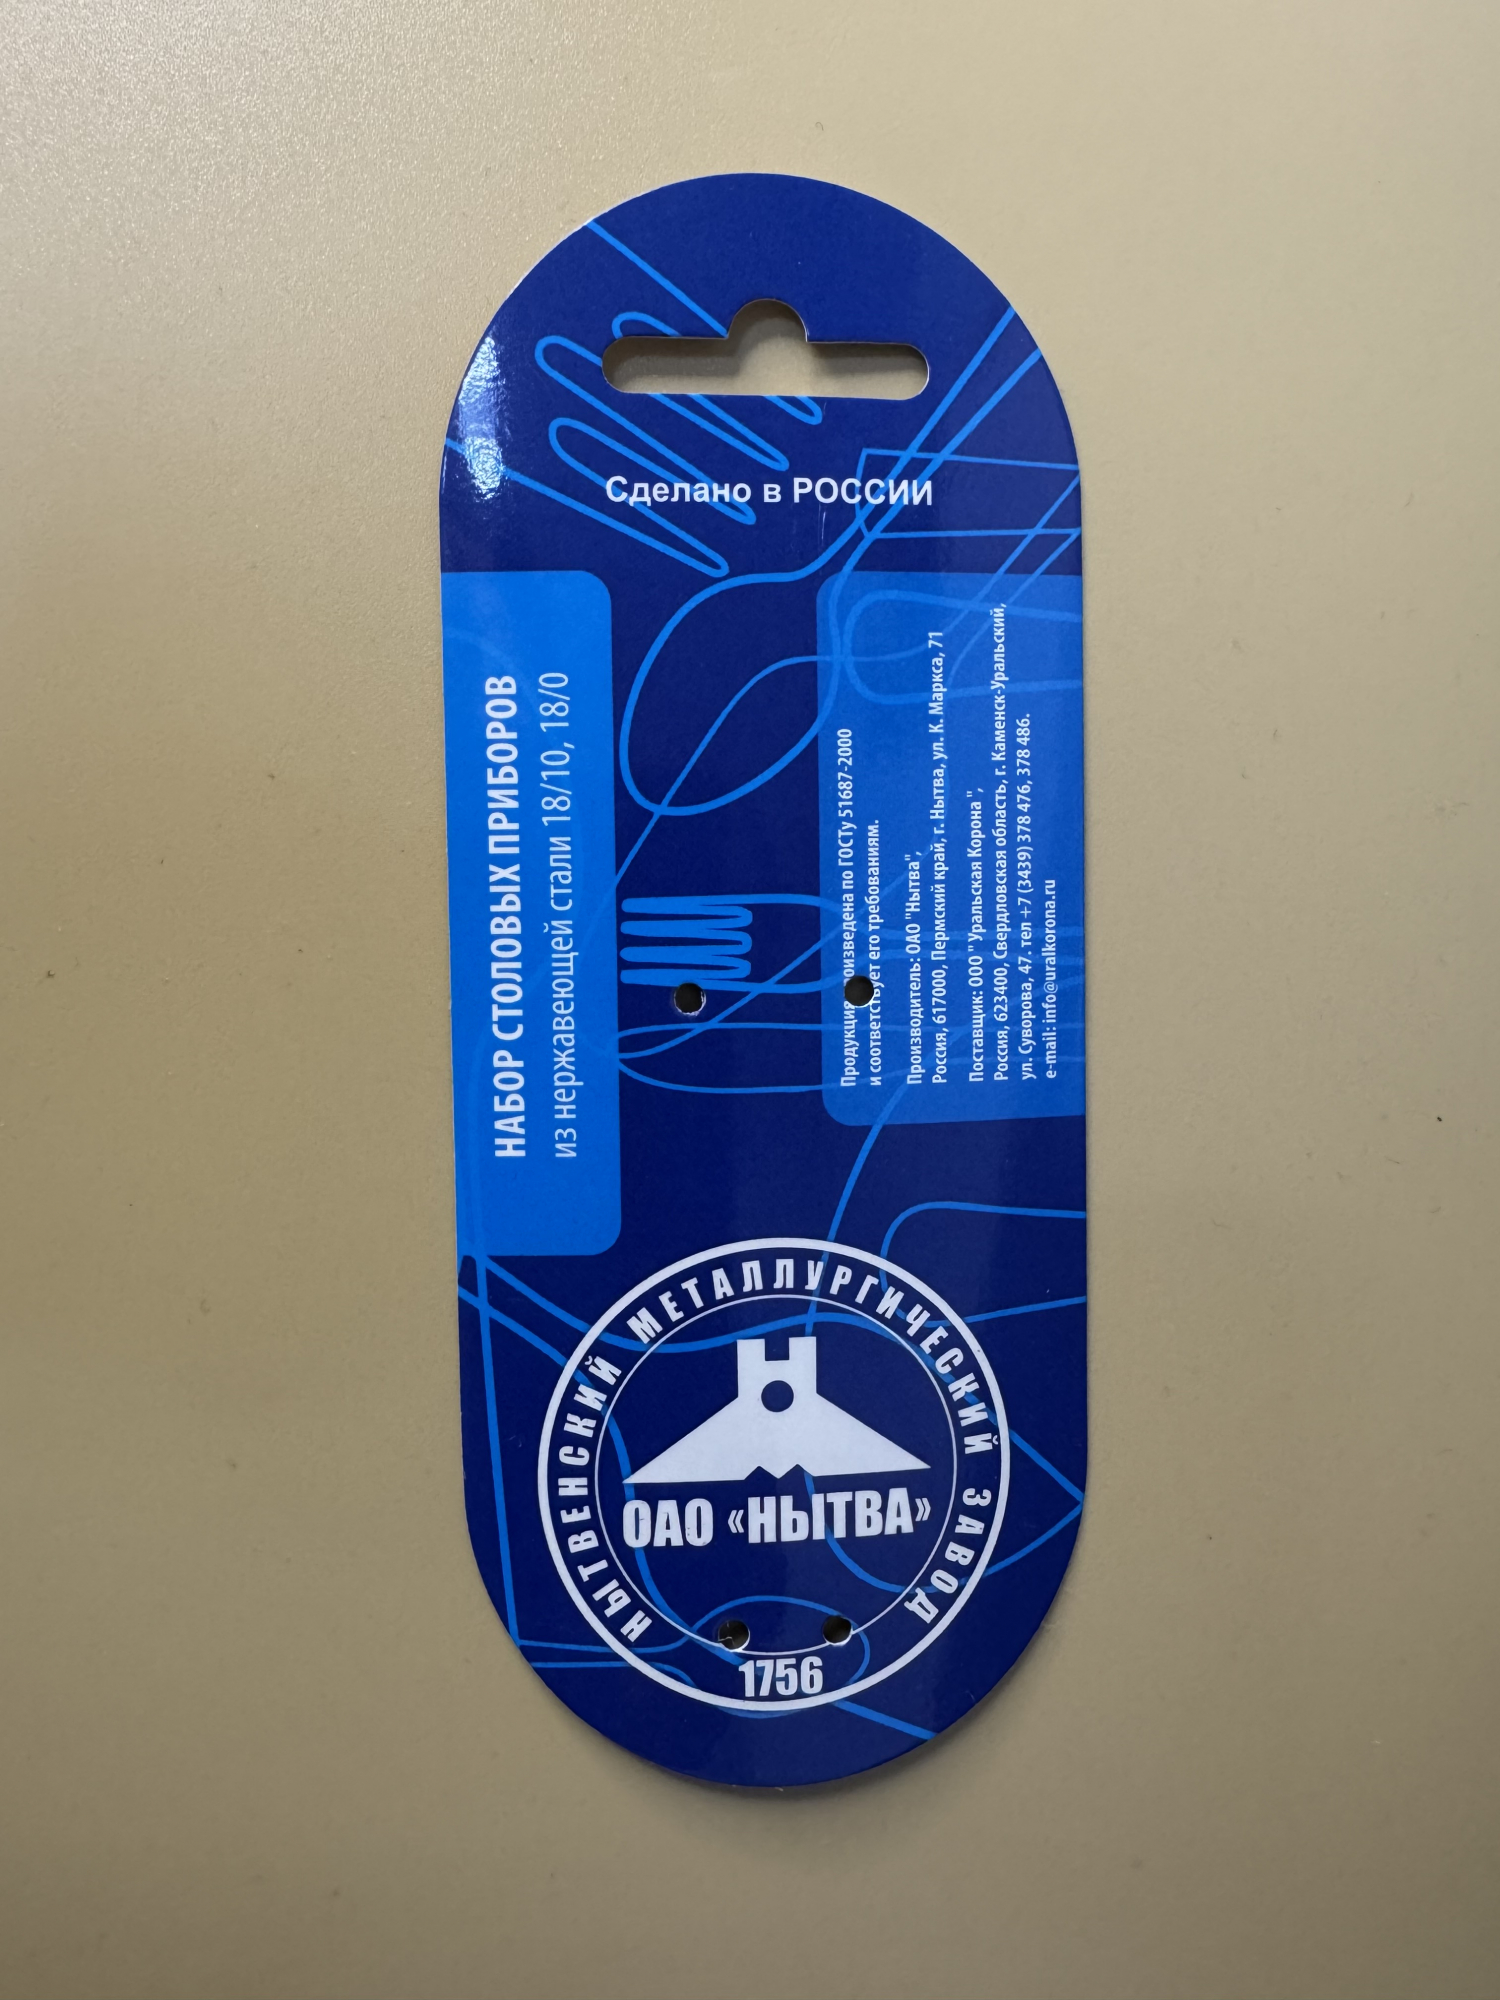 Сделано в РОССИИ
НАБОР СТОЛОВЫХ ПРИБОРОВ
из нержавеющей стали 18/10, 18/0
Продукция произведена по ГОСТу 51687-2000
и соответствует его требованиям.
Производитель: ОАО "Нытва",
Россия, 617000, Пермский край, г. Нытва, ул. К. Маркса, 71
Поставщик: ООО " Уральская Корона ",
Россия, 623400, Свердловская область, г. Каменск-Уральский,
ул. Суворова, 47. тел +7 (3439) 378 476, 378 486.
e-mail: info@uralkorona.ru
НЫТВЕНСКИЙ МЕТАЛЛУРГИЧЕСКИЙ ЗАВОД
ОАО «НЫТВА»
1756